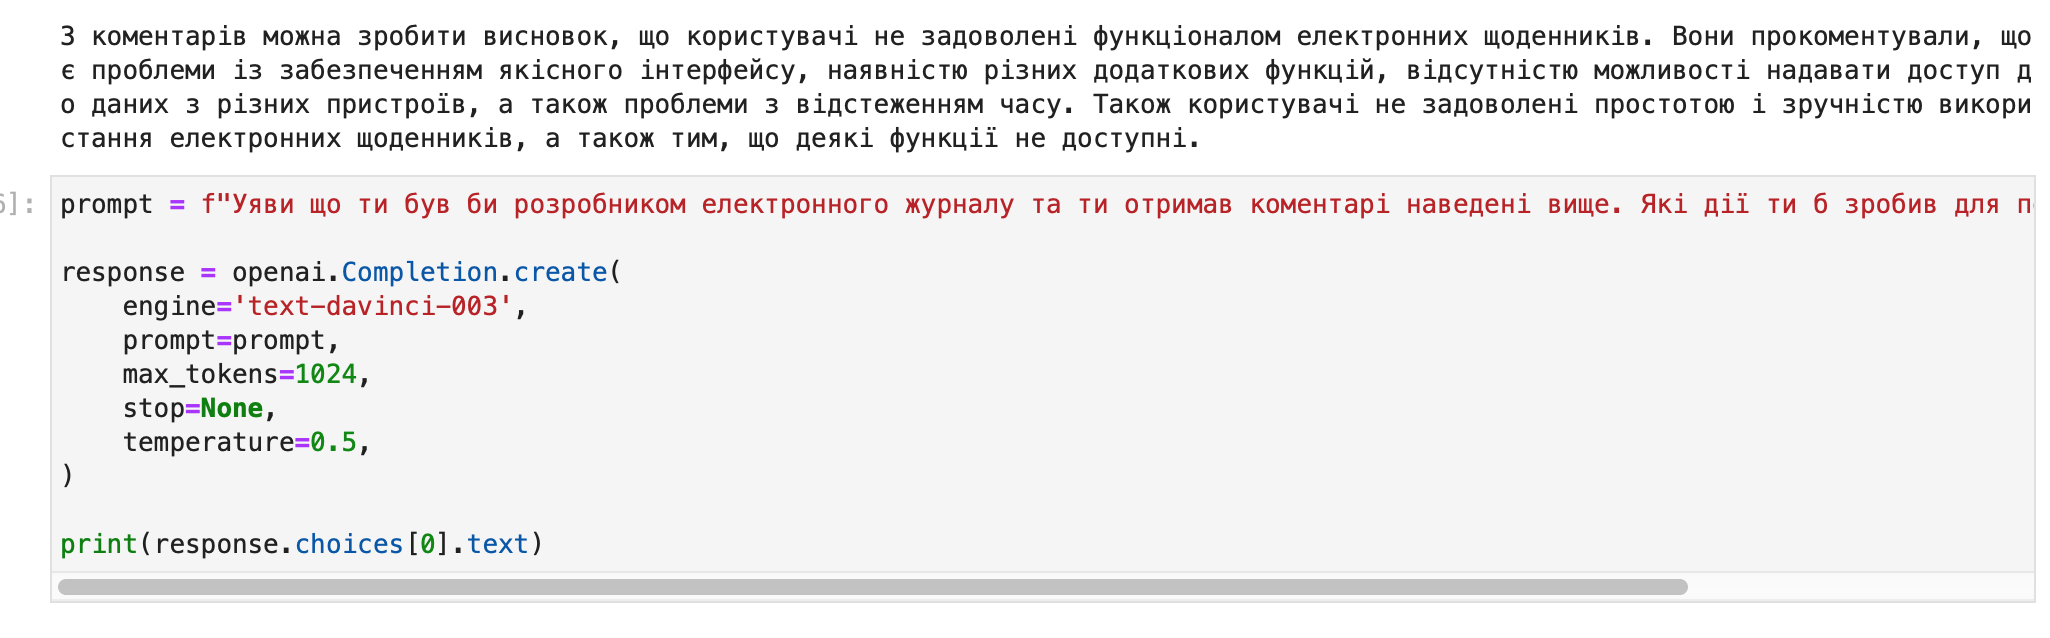 З коментарів можна зробити висновок, що користувачі не задоволені функціоналом електронних щоденників. Вони прокоментували, що
є проблеми із забезпеченням якісного інтерфейсу, наявністю різних додаткових функцій, відсутністю можливості надавати доступ д
о даних з різних пристроїв, а також проблеми з відстеженням часу. Також користувачі не задоволені простотою і зручністю викори
стання електронних щоденників, а також тим, що деякі функції не доступні.
]: prompt = f"Уяви що ти був би розробником електронного журналу та ти отримав коментарі наведені вище. Які дії ти б зробив для
response = openai.Completion.create(
    engine='text-davinci-003',
    prompt=prompt,
    max_tokens=1024,
    stop=None,
    temperature=0.5,
)
print(response.choices[0].text)